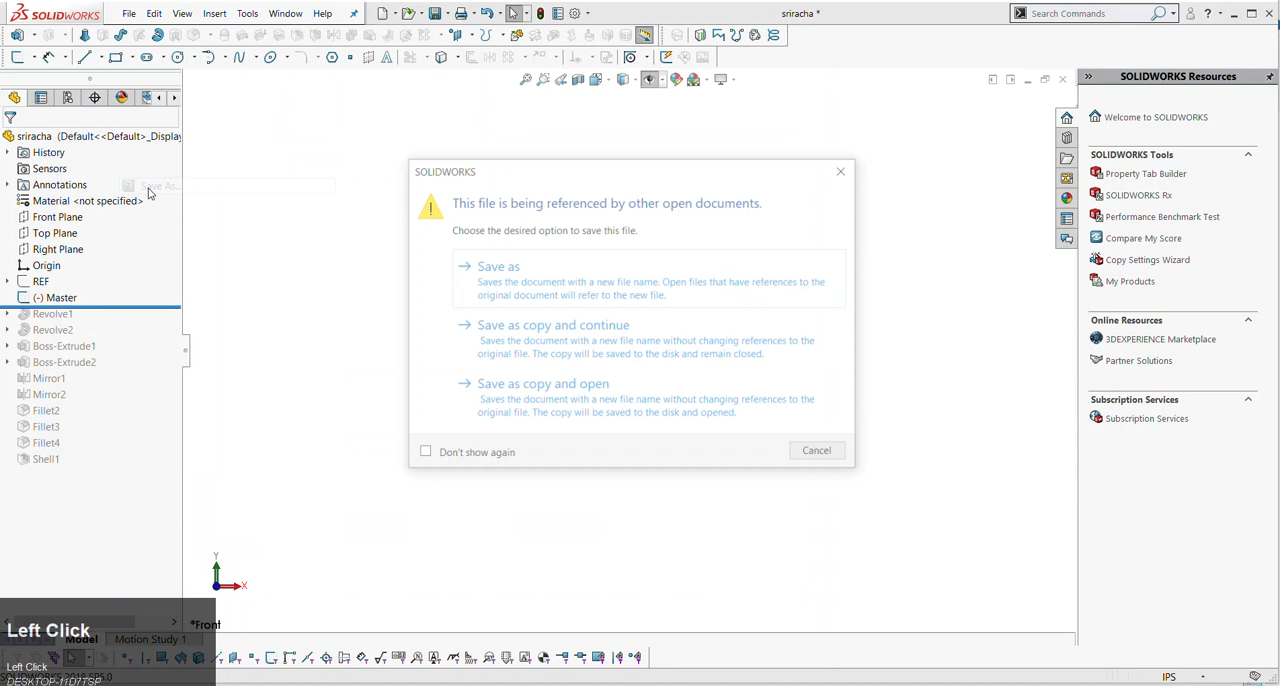 SOLIDWORKS
File Edit View Insert Tools Window Help
sriracha *
Search Commands
SOLIDWORKS Resources
sriracha (Default<<Default>_Display
History
Sensors
Annotations
Save As...
Material <not specified>
Front Plane
Top Plane
Right Plane
Origin
REF
(-) Master
Revolve1
Revolve2
Boss-Extrude1
Boss-Extrude2
Mirror1
Mirror2
Fillet2
Fillet3
Fillet4
Shell1
SOLIDWORKS
This file is being referenced by other open documents.
Choose the desired option to save this file.
Save as
Saves the document with a new file name. Open files that have references to the
original document will refer to the new file.
Save as copy and continue
Saves the document with a new file name without changing references to the
original file. The copy will be saved to the disk and remain closed.
Save as copy and open
Saves the document with a new file name without changing references to the
original file. The copy will be saved to the disk and opened.
Don't show again
Cancel
Welcome to SOLIDWORKS
SOLIDWORKS Tools
Property Tab Builder
SOLIDWORKS Rx
Performance Benchmark Test
Compare My Score
Copy Settings Wizard
My Products
Online Resources
3DEXPERIENCE Marketplace
Partner Solutions
Subscription Services
Subscription Services
Y
X
*Front
Left Click
Model
Motion Study 1
Left Click
IPS